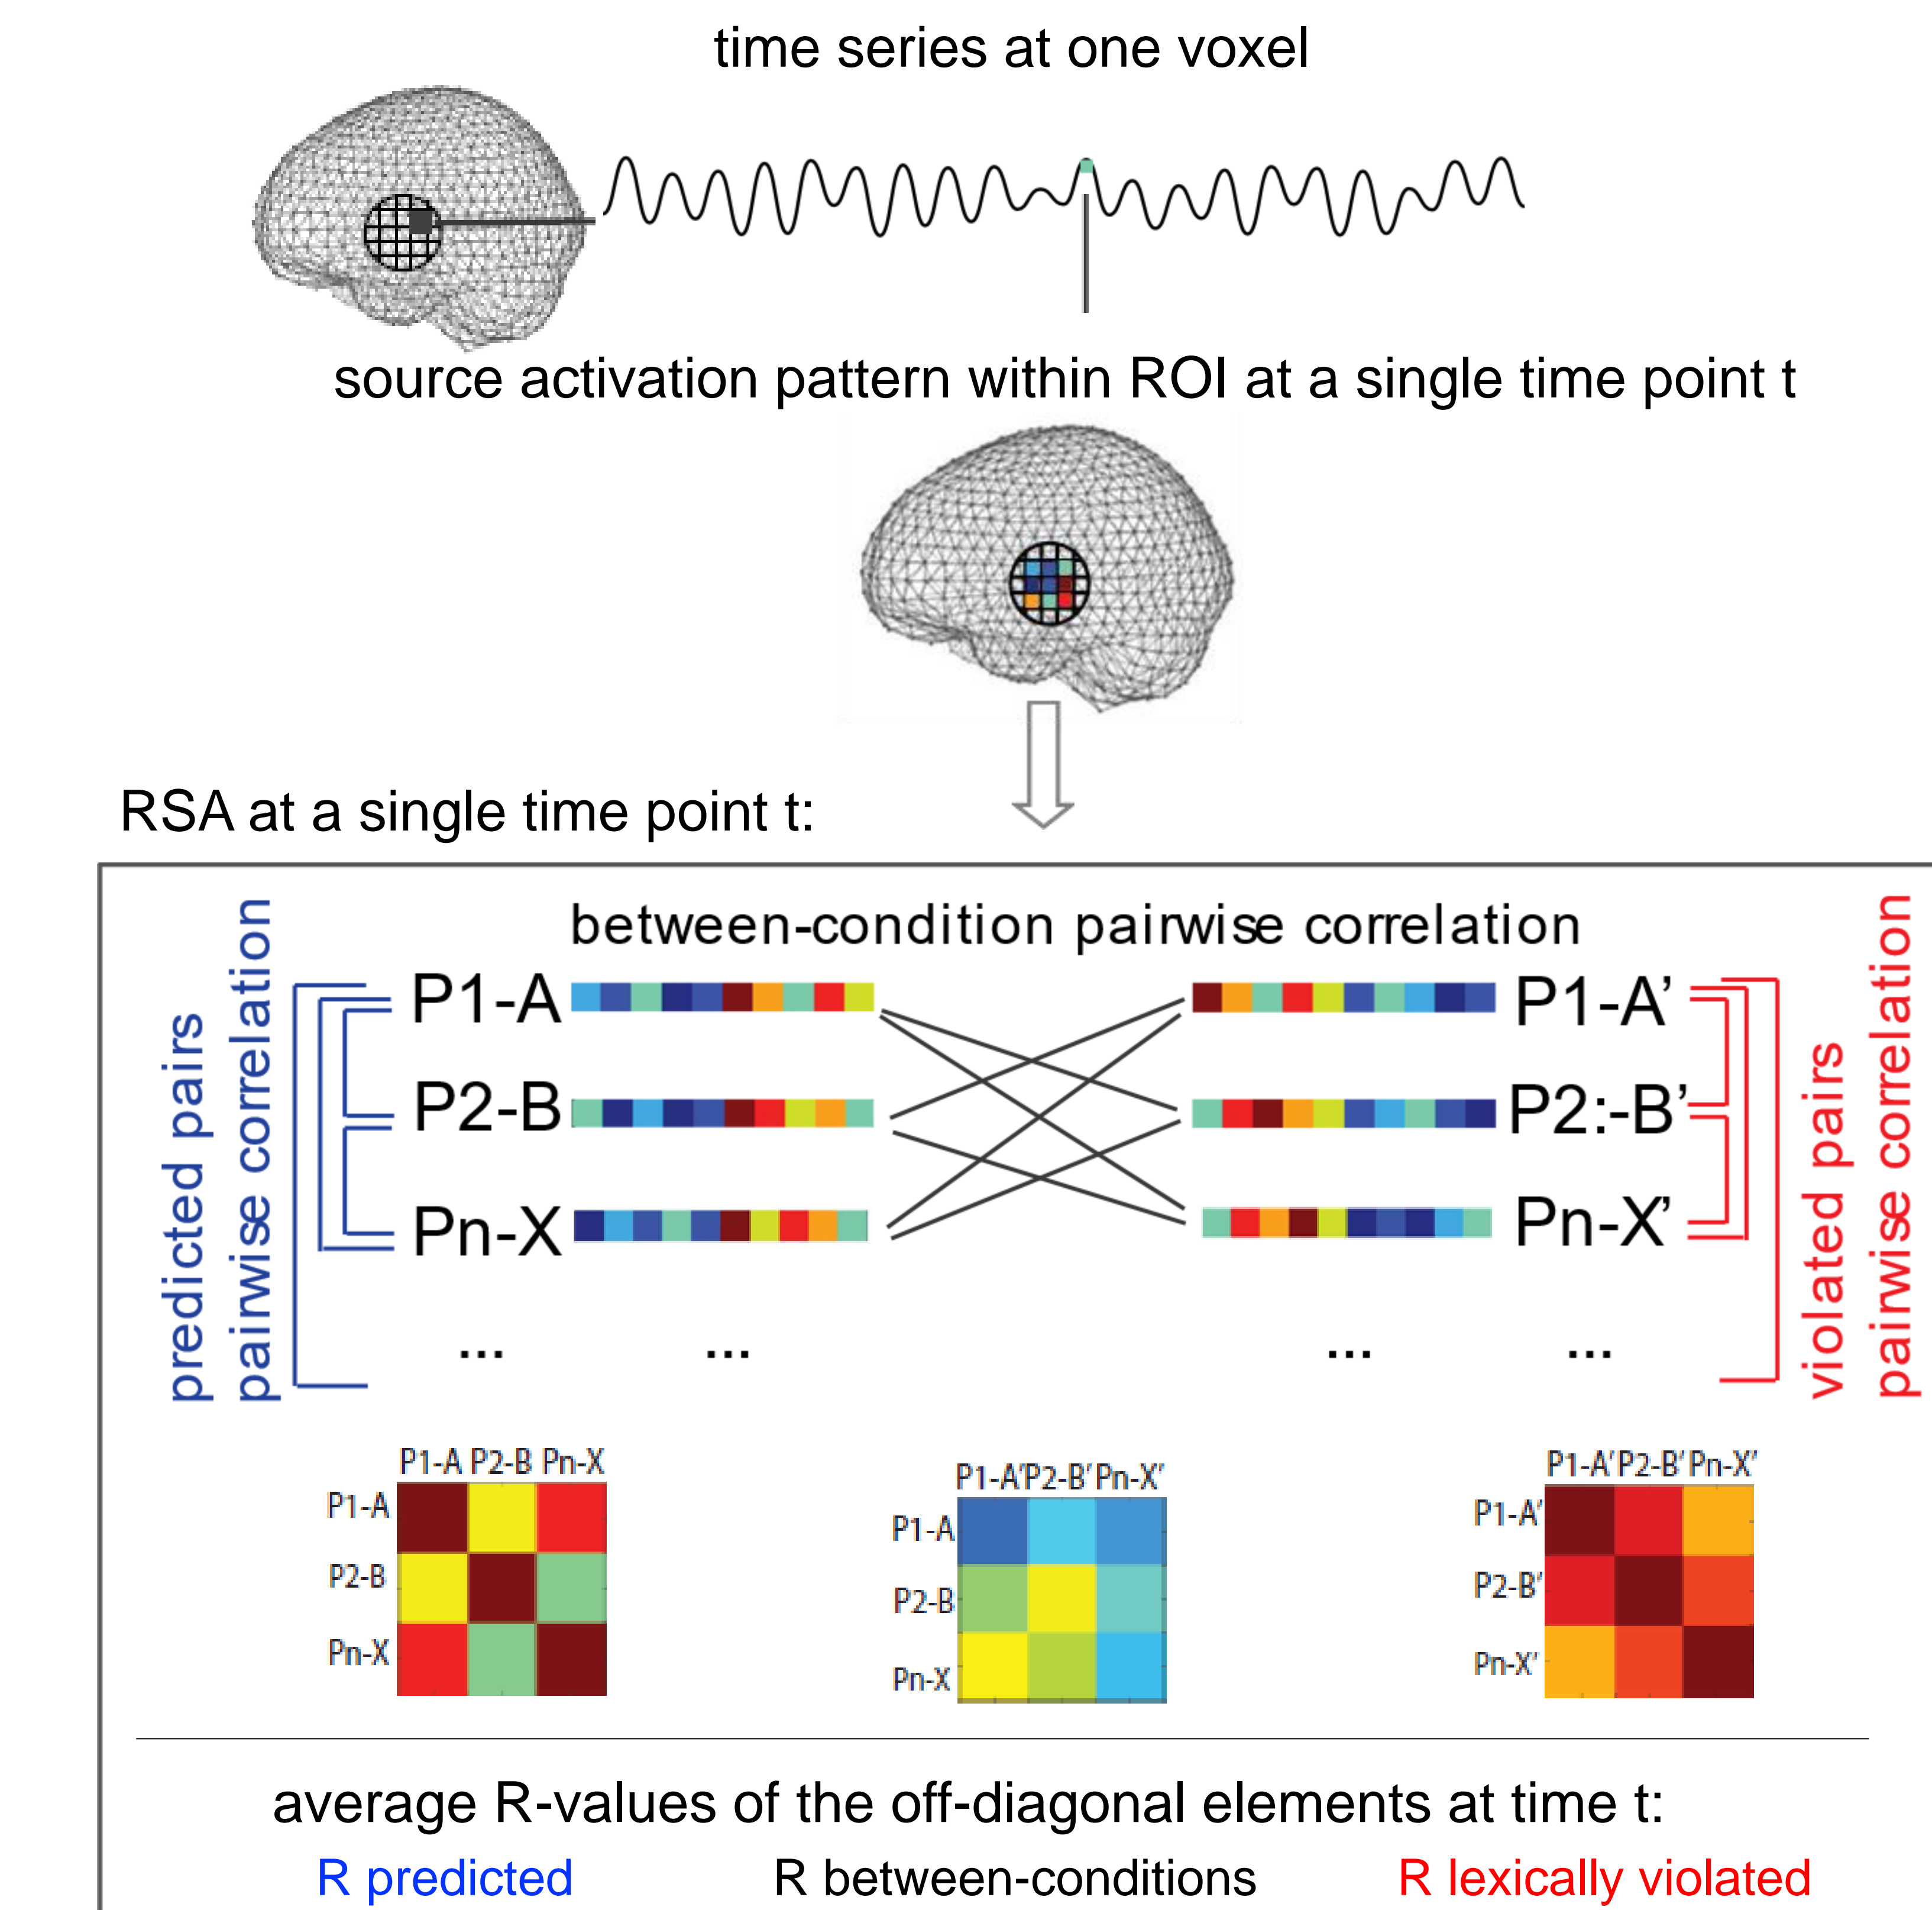 time series at one voxel
source activation pattern within ROI at a single time point t
RSA at a single time point t:
predicted pairs
pairwise correlation
between-condition pairwise correlation
violated pairs
pairwise correlation
P1-A
P1-A’
P2-B
P2:-B’
Pn-X
Pn-X’
... ... ... ...
P1-A P2-B Pn-X
P1-A
P2-B
Pn-X
P1-A' P2-B' Pn-X'
P1-A
P2-B
Pn-X
P1-A' P2-B' Pn-X'
P1-A'
P2-B'
Pn-X'
average R-values of the off-diagonal elements at time t:
R predicted R between-conditions R lexically violated